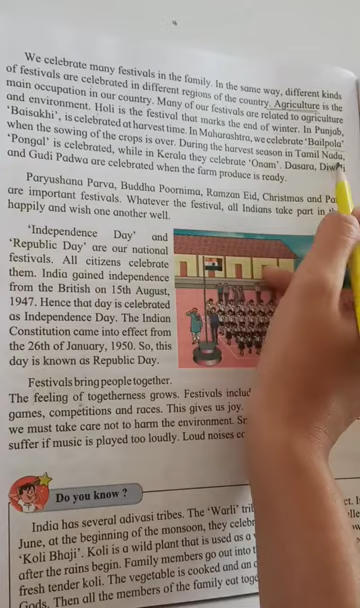 We celebrate many festivals in the family. In the same way, different kinds
of festivals are celebrated in different regions of the country. Agriculture is the
main occupation in our country. Many of our festivals are related to agriculture
and environment. Holi is the festival that marks the end of winter. In Punjab,
'Baisakhi', is celebrated at harvest time. In Maharashtra, we celebrate 'Bailpola'
when the sowing of the crops is over. During the harvest season in Tamil Nadu,
'Pongal' is celebrated, while in Kerala they celebrate 'Onam'. Dasara,
and Gudi Padwa are celebrated when the farm produce is ready.
Paryushana Parva, Buddha Poornima, Ramzan Eid, Christmas and
are important festivals. Whatever the festival, all Indians take part in
happily and wish one another well.
'Independence Day' and
'Republic Day' are our national
festivals. All citizens celebrate
them. India gained independence
from the British on 15th August,
1947. Hence that day is celebrated
as Independence Day. The Indian
Constitution came into effect from
the 26th of January, 1950. So, this
day is known as Republic Day.
Festivals bring people together.
The feeling of togetherness grows. Festivals
games, competitions and races. This gives us joy.
we must take care not to harm the environment.
suffer if music is played too loudly. Loud noises
Do you know ?
India has several adivasi tribes. The 'Warli'
June, at the beginning of the monsoon, they
'Koli Bhaji'. Koli is a wild plant that is used as a
after the rains begin. Family members go out into
fresh tender koli. The vegetable is cooked and
Gods. Then all the members of the family eat